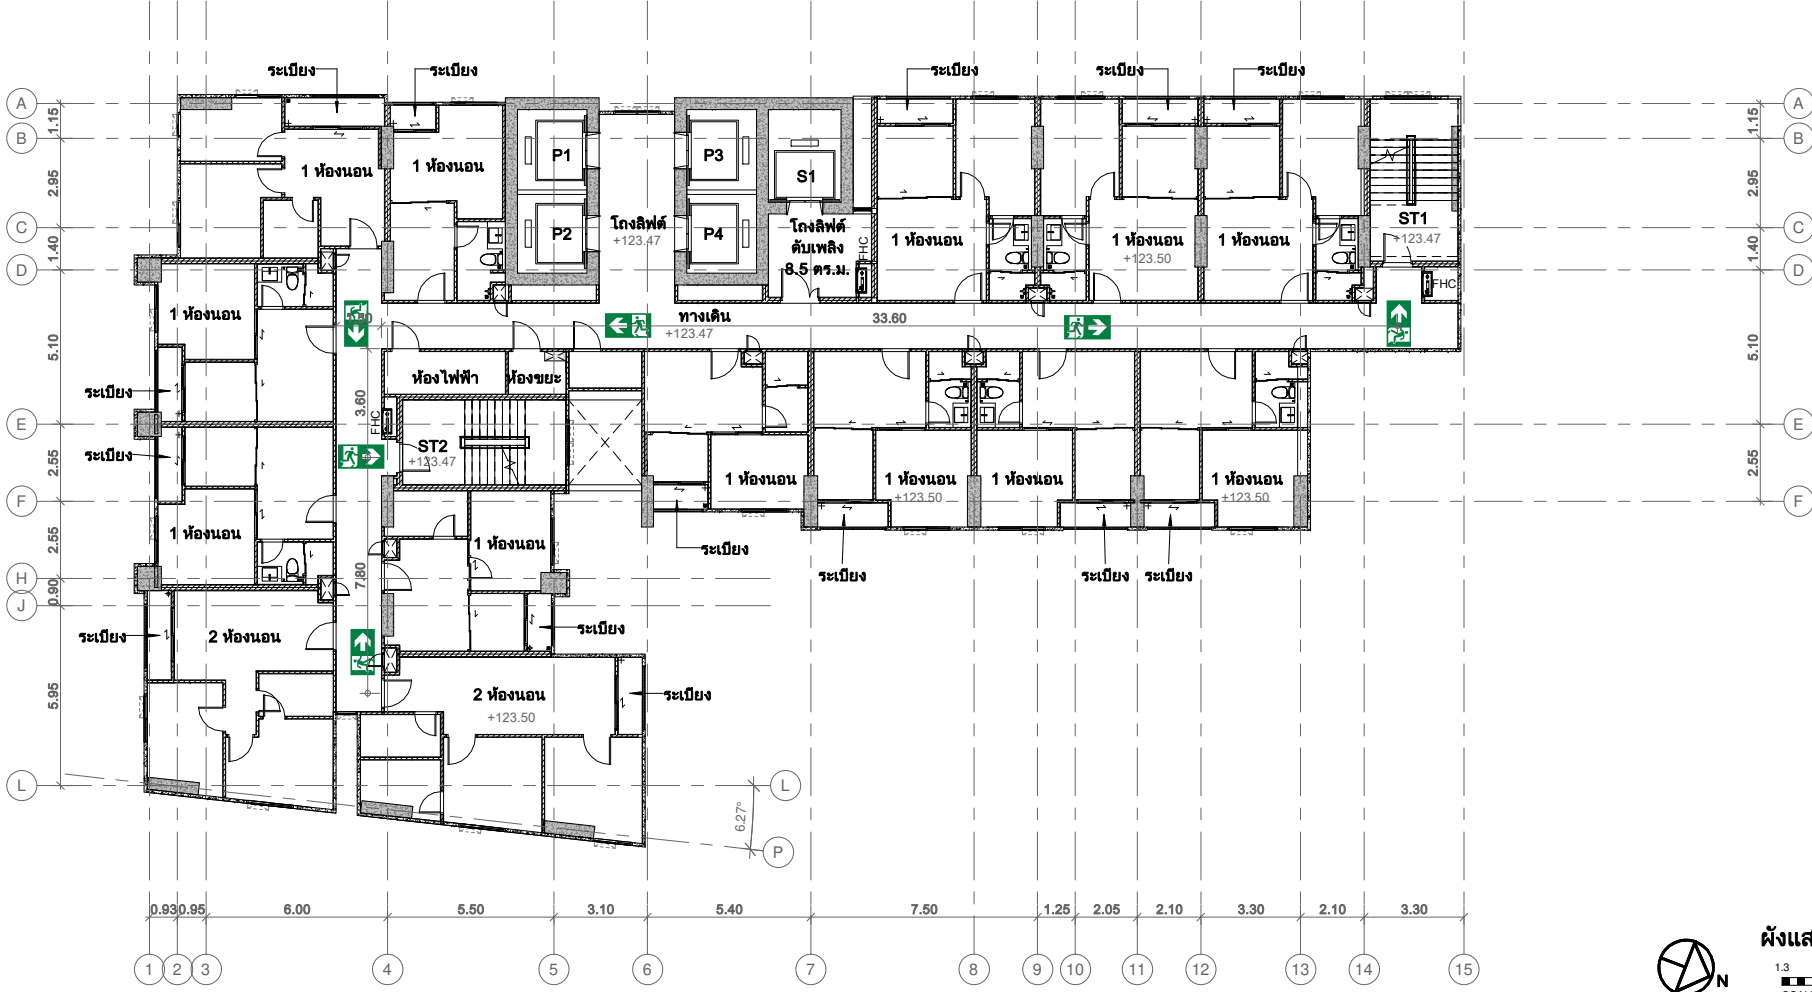 ระเบียง
ระเบียง
ระเบียง
ระเบียง
ระเบียง
A
A
1.15
1.15
B
B
P1
P3
S1
1 ห้องนอน
1 ห้องนอน
2.95
2.95
ST1
+123.47
C
C
P2
โถงลิฟต์
+123.47
P4
โถงลิฟต์
ดับเพลิง
8.5 ตร.ม.
FHC
1 ห้องนอน
1 ห้องนอน
+123.50
1 ห้องนอน
1.40
1.40
D
D
FHC
1 ห้องนอน
ทางเดิน
+123.47
33.60
5.10
5.10
ห้องไฟฟ้า
ห้องขยะ
ระเบียง
3.60
FHC
E
E
ST2
+123.47
ระเบียง
2.55
2.55
1 ห้องนอน
1 ห้องนอน
+123.50
1 ห้องนอน
1 ห้องนอน
+123.50
F
F
1 ห้องนอน
1 ห้องนอน
2.55
ระเบียง
ระเบียง
ระเบียง
ระเบียง
H
7.80
0.90
J
ระเบียง
2 ห้องนอน
ระเบียง
5.95
2 ห้องนอน
+123.50
ระเบียง
L
L
6.27°
P
0.93
0.95
6.00
5.50
3.10
5.40
7.50
1.25
2.05
2.10
3.30
2.10
3.30
1
2
3
4
5
6
7
8
9
10
11
12
13
14
15
N
1.3